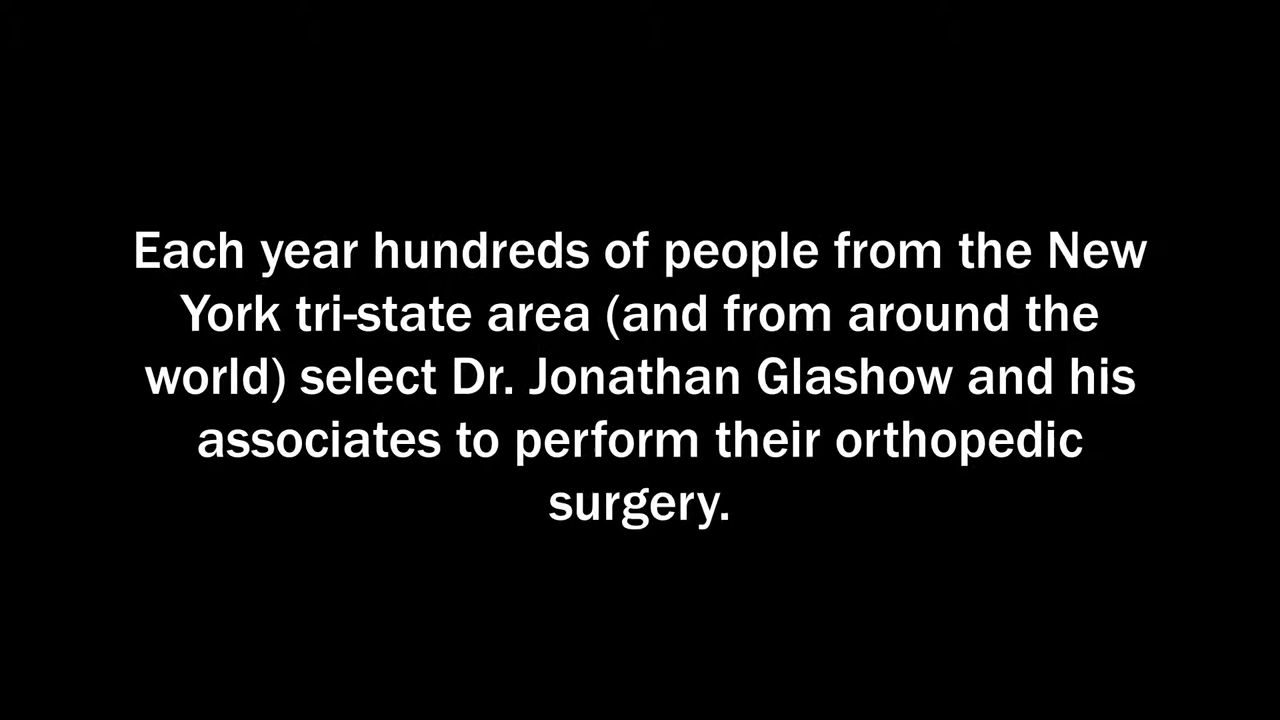 Each year hundreds of people from the New
York tri-state area (and from around the
world) select Dr. Jonathan Glashow and his
associates to perform their orthopedic
surgery.